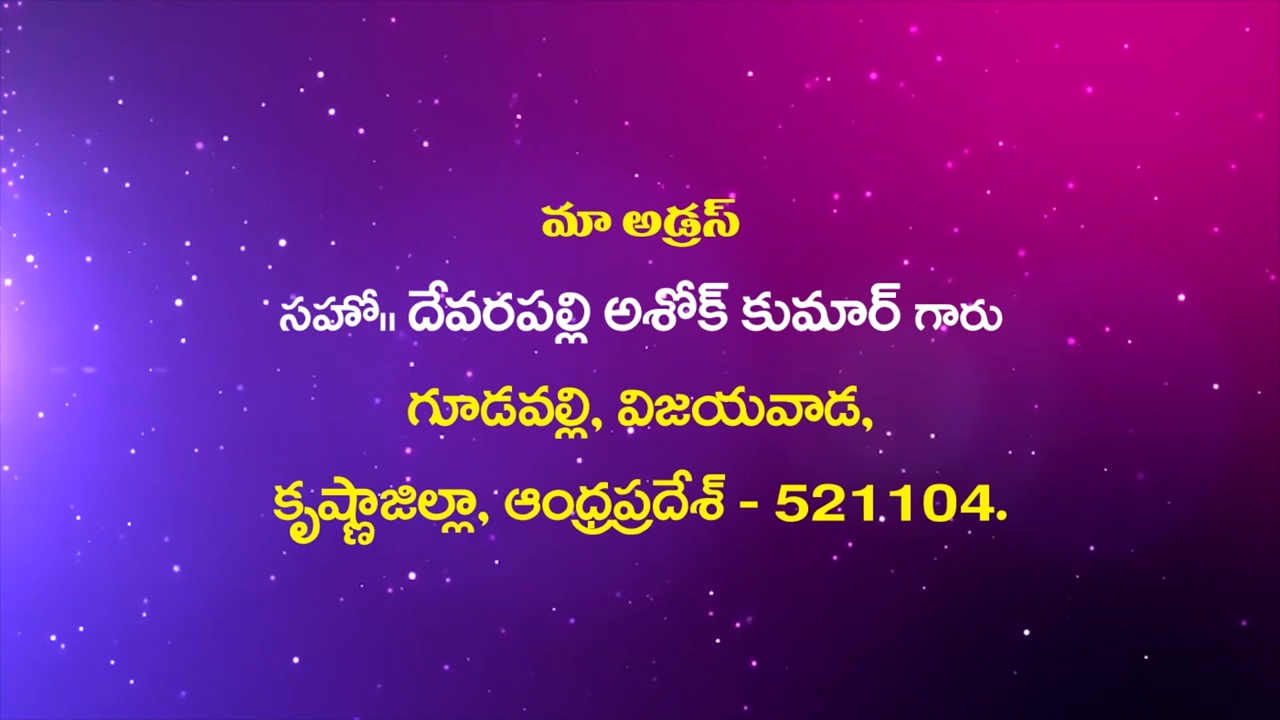 మా అడ్రస్
సహో॥ దేవరపల్లి అశోక్ కుమార్ గారు
గూడవల్లి, విజయవాడ,
కృష్ణాజిల్లా, ఆంధ్రప్రదేశ్ - 521104.